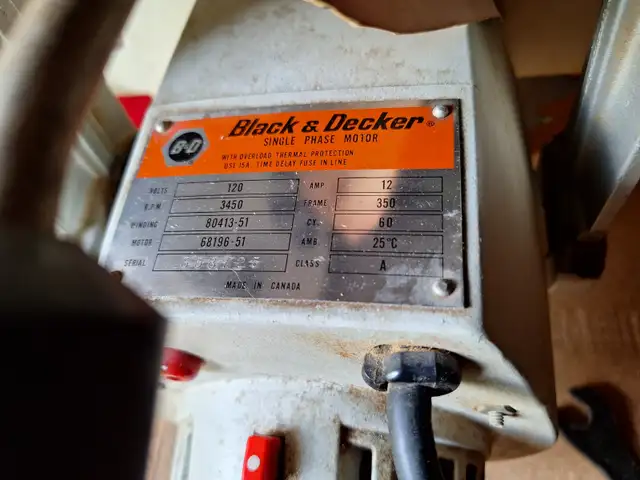 B&D
Black & Decker®
SINGLE PHASE MOTOR
WITH OVERLOAD THERMAL PROTECTION
USE 15A. TIME DELAY FUSE IN LINE
VOLTS 120 AMP 12
R.P.M 3450 FRAME 350
WINDING 80413-51 CY. 60
MOTOR 68196-51 AMB. 25°C
SERIAL CLASS A
MADE IN CANADA